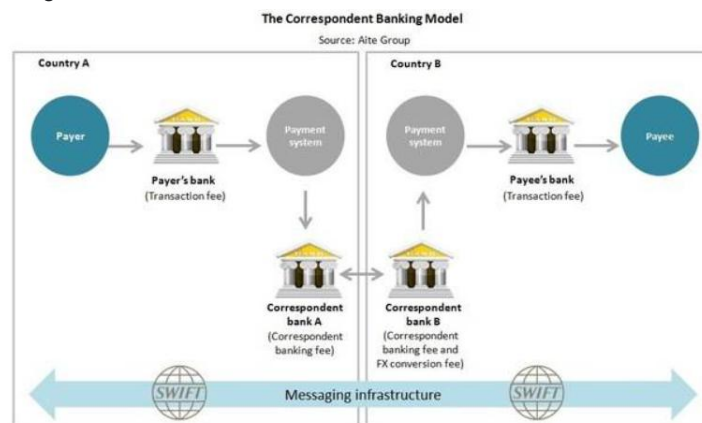 The Correspondent Banking Model
Source: Aite Group
Country A
Country B
Payer
Payment
system
Payment
system
Payee
Payer's bank
(Transaction fee)
Payee's bank
(Transaction fee)
Correspondent
bank A
(Correspondent
banking fee)
Correspondent
bank B
(Correspondent
banking fee and
FX conversion fee)
SWIFT
Messaging infrastructure
SWIFT